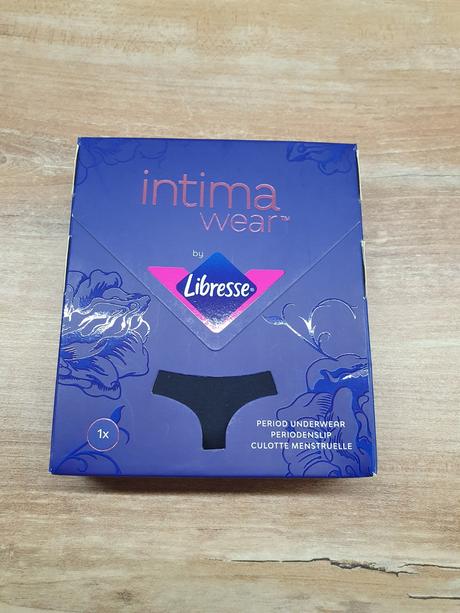 intima
wear™
by
Libresse®
1x
PERIOD UNDERWEAR
PERIODENSLIP
CULOTTE MENSTRUELLE